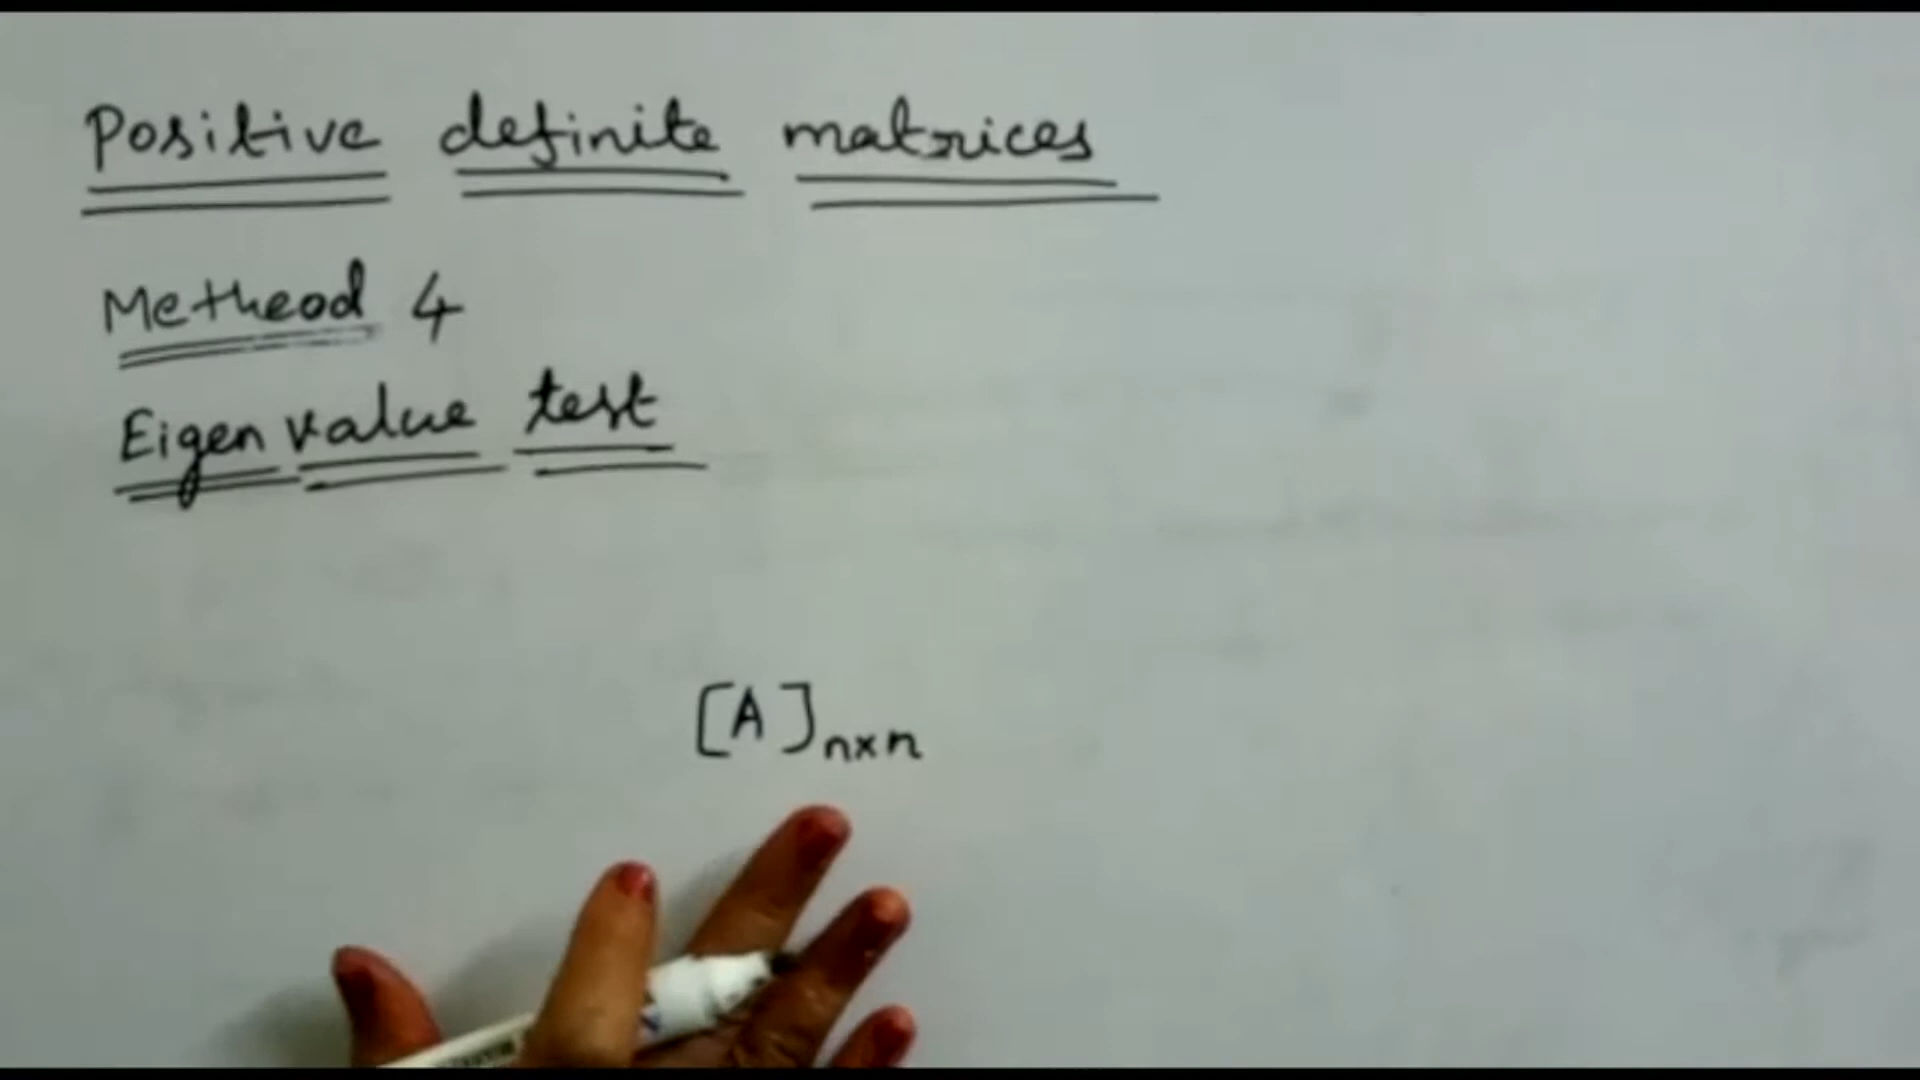 Positive definite matrices
Metheod 4
Eigen value test
[A]nxn